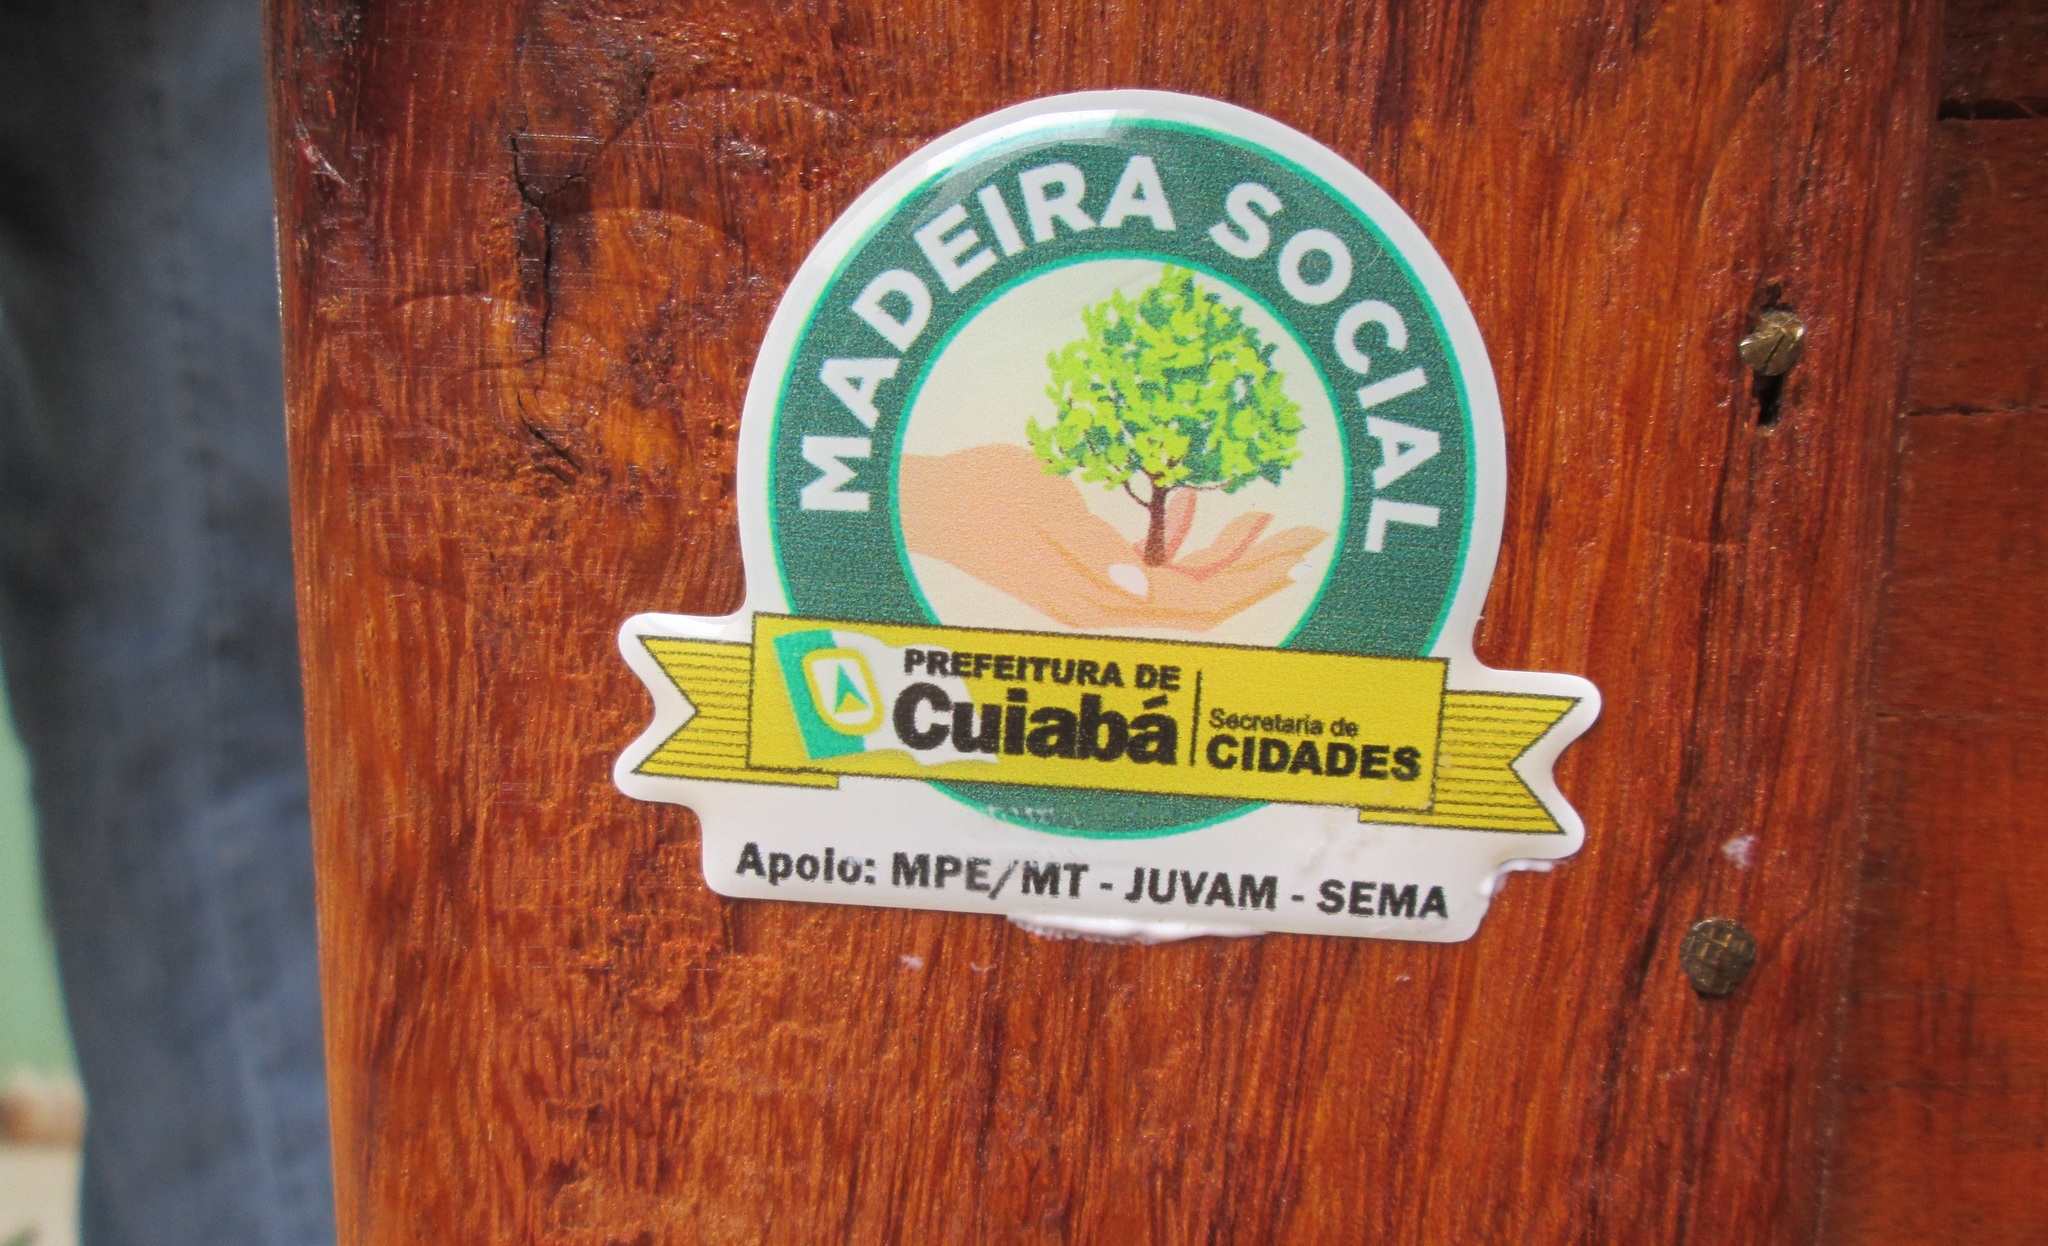 MADEIRA SOCIAL
PREFEITURA DE
Cuiabá
Secretaria de
CIDADES
Apoio: MPE/MT - JUVAM - SEMA